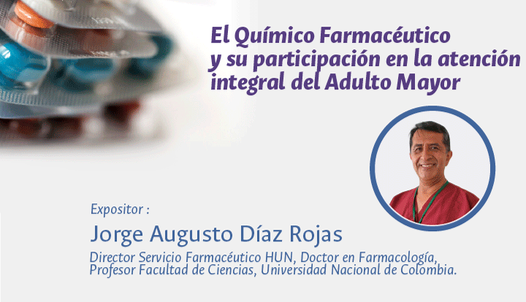 El Químico Farmacéutico
y su participación en la atención
integral del Adulto Mayor
Expositor :
Jorge Augusto Díaz Rojas
Director Servicio Farmacéutico HUN, Doctor en Farmacología,
Profesor Facultad de Ciencias, Universidad Nacional de Colombia.